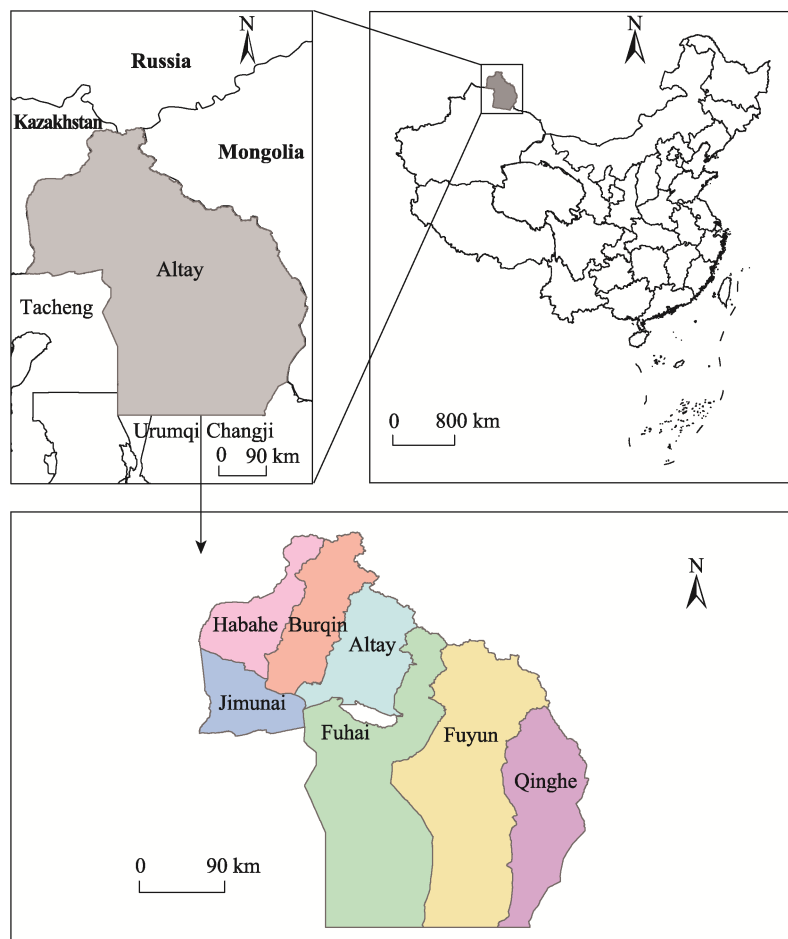 N
Russia
Kazakhstan
Mongolia
Altay
Tacheng
Urumqi Changji
0 90 km
N
0 800 km
N
Habahe
Burqin
Altay
Jimunai
Fuhai
Fuyun
Qinghe
0 90 km